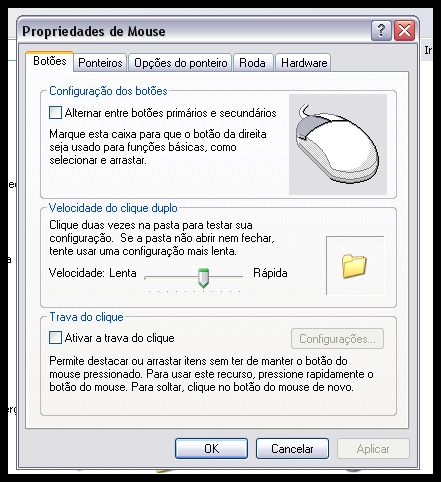 Propriedades de Mouse
Botões Ponteiros Opções do ponteiro Roda Hardware
Configuração dos botões
Alternar entre botões primários e secundários
Marque esta caixa para que o botão da direita
seja usado para funções básicas, como
selecionar e arrastar.
Velocidade do clique duplo
Clique duas vezes na pasta para testar sua
configuração. Se a pasta não abrir nem fechar,
tente usar uma configuração mais lenta.
Velocidade: Lenta Rápida
Trava do clique
Ativar a trava do clique Configurações...
Permite destacar ou arrastar itens sem ter de manter o botão do
mouse pressionado. Para usar este recurso, pressione rapidamente o
botão do mouse. Para soltar, clique no botão do mouse de novo.
OK Cancelar Aplicar